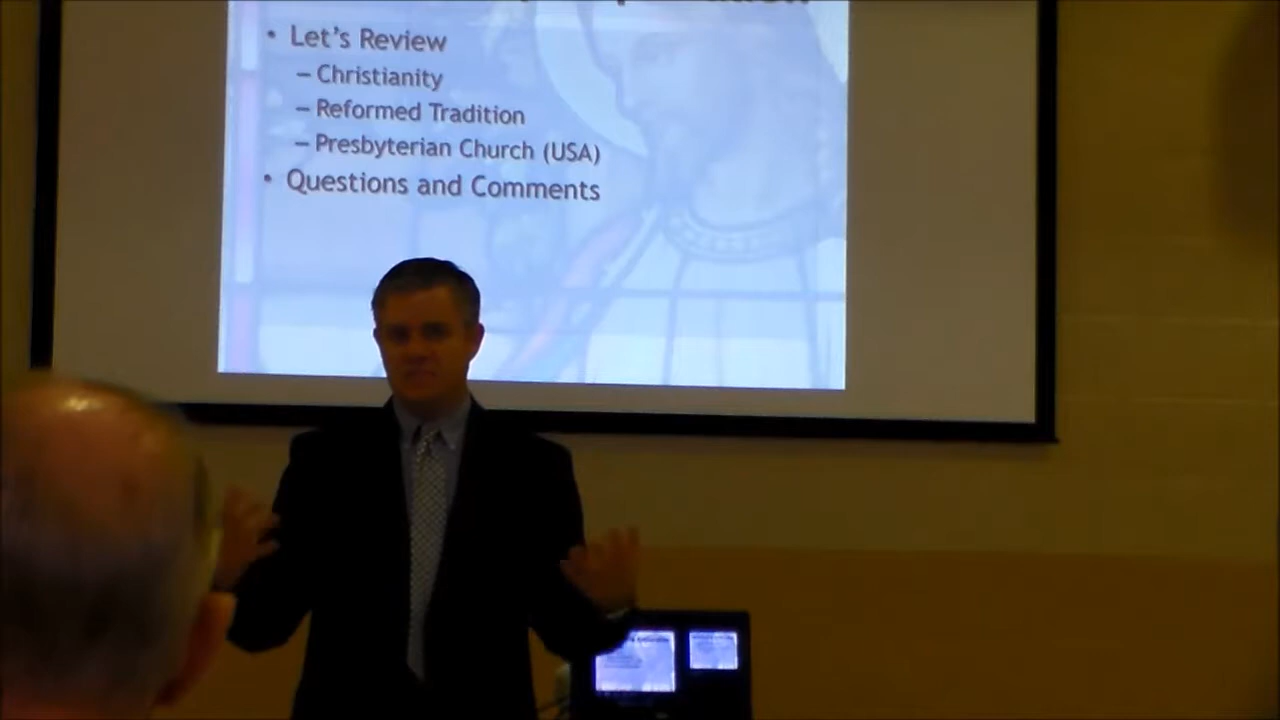 • Let's Review
– Christianity
– Reformed Tradition
– Presbyterian Church (USA)
• Questions and Comments